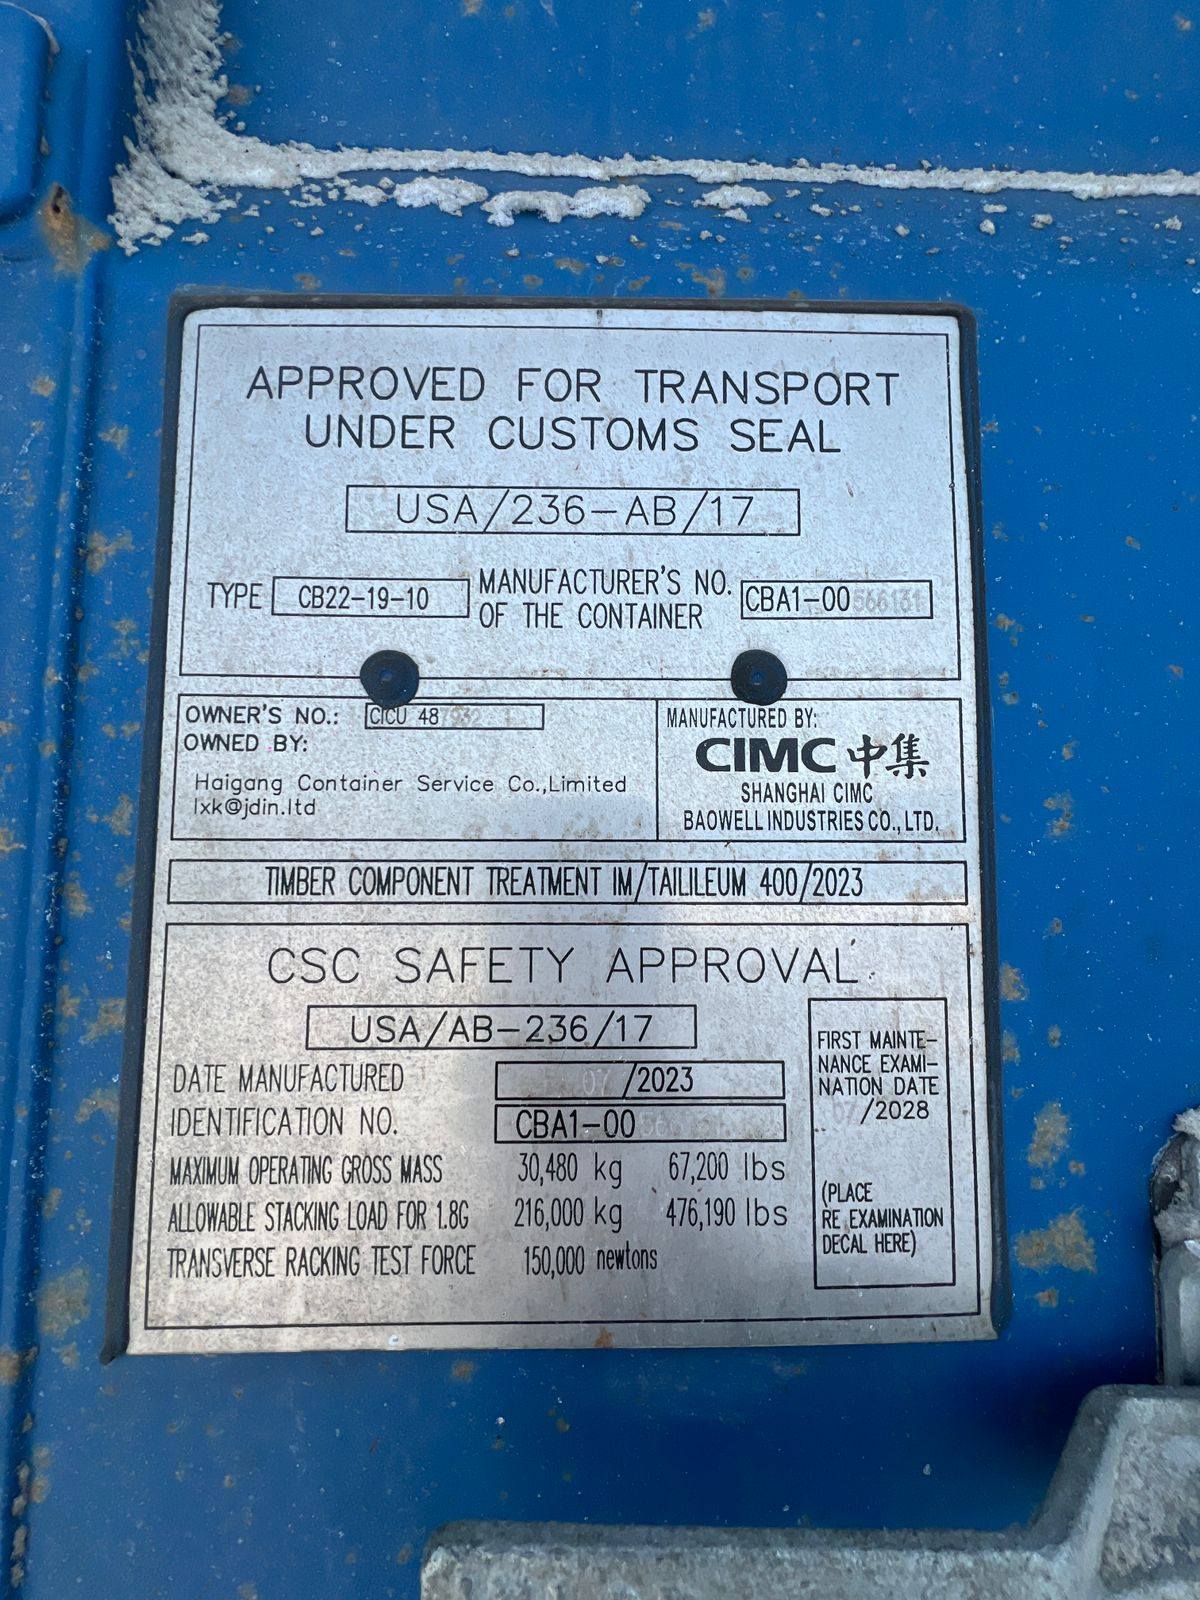 APPROVED FOR TRANSPORT
UNDER CUSTOMS SEAL
USA/236-AB/17
TYPE CB22-19-10
MANUFACTURER'S NO.
OF THE CONTAINER
CBA1-00566131
OWNER'S NO.: CICU 48
OWNED BY:
Haigang Container Service Co.,Limited
lxk@jdin.ltd
MANUFACTURED BY:
CIMC 中集
SHANGHAI CIMC
BAOWELL INDUSTRIES CO., LTD.
TIMBER COMPONENT TREATMENT IM/TAILILEUM 400/2023
CSC SAFETY APPROVAL
USA/AB-236/17
DATE MANUFACTURED 07/2023
IDENTIFICATION NO. CBA1-00
MAXIMUM OPERATING GROSS MASS 30,480 kg 67,200 lbs
ALLOWABLE STACKING LOAD FOR 1.8G 216,000 kg 476,190 lbs
TRANSVERSE RACKING TEST FORCE 150,000 newtons
FIRST MAINTE-
NANCE EXAMI-
NATION DATE
07/2028
(PLACE
RE EXAMINATION
DECAL HERE)